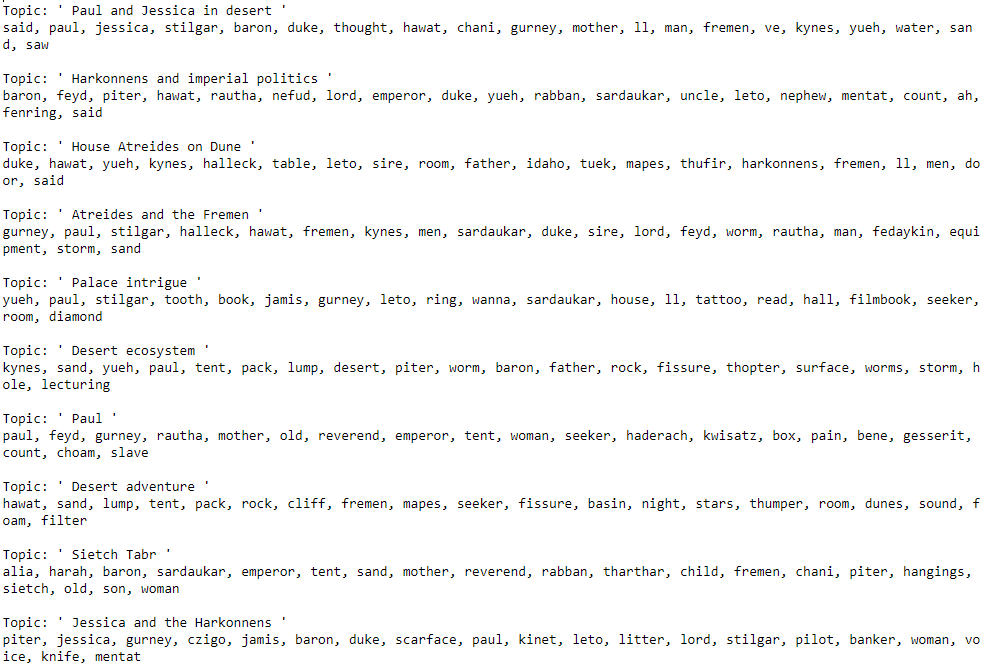 Topic: ' Paul and Jessica in desert '
said, paul, jessica, stilgar, baron, duke, thought, hawat, chani, gurney, mother, ll, man, fremen, ve, kynes, yueh, water, san
d, saw
Topic: ' Harkonnens and imperial politics '
baron, feyd, piter, hawat, rautha, nefud, lord, emperor, duke, yueh, rabban, sardaukar, uncle, leto, nephew, mentat, count, ah,
fenring, said
Topic: ' House Atreides on Dune '
duke, hawat, yueh, kynes, halleck, table, leto, sire, room, father, idaho, tuek, mapes, thufir, harkonnens, fremen, ll, men, do
or, said
Topic: ' Atreides and the Fremen '
gurney, paul, stilgar, halleck, hawat, fremen, kynes, men, sardaukar, duke, sire, lord, feyd, worm, rautha, man, fedaykin, equi
pment, storm, sand
Topic: ' Palace intrigue '
yueh, paul, stilgar, tooth, book, jamis, gurney, leto, ring, wanna, sardaukar, house, ll, tattoo, read, hall, filmbook, seeker,
room, diamond
Topic: ' Desert ecosystem '
kynes, sand, yueh, paul, tent, pack, lump, desert, piter, worm, baron, father, rock, fissure, thopter, surface, worms, storm, h
ole, lecturing
Topic: ' Paul '
paul, feyd, gurney, rautha, mother, old, reverend, emperor, tent, woman, seeker, haderach, kwisatz, box, pain, bene, gesserit,
count, choam, slave
Topic: ' Desert adventure '
hawat, sand, lump, tent, pack, rock, cliff, fremen, mapes, seeker, fissure, basin, night, stars, thumper, room, dunes, sound, f
oam, filter
Topic: ' Sietch Tabr '
alia, harah, baron, sardaukar, emperor, tent, sand, mother, reverend, rabban, tharthar, child, fremen, chani, piter, hangings,
sietch, old, son, woman
Topic: ' Jessica and the Harkonnens '
piter, jessica, gurney, czigo, jamis, baron, duke, scarface, paul, kinet, leto, litter, lord, stilgar, pilot, banker, woman, vo
ice, knife, mentat